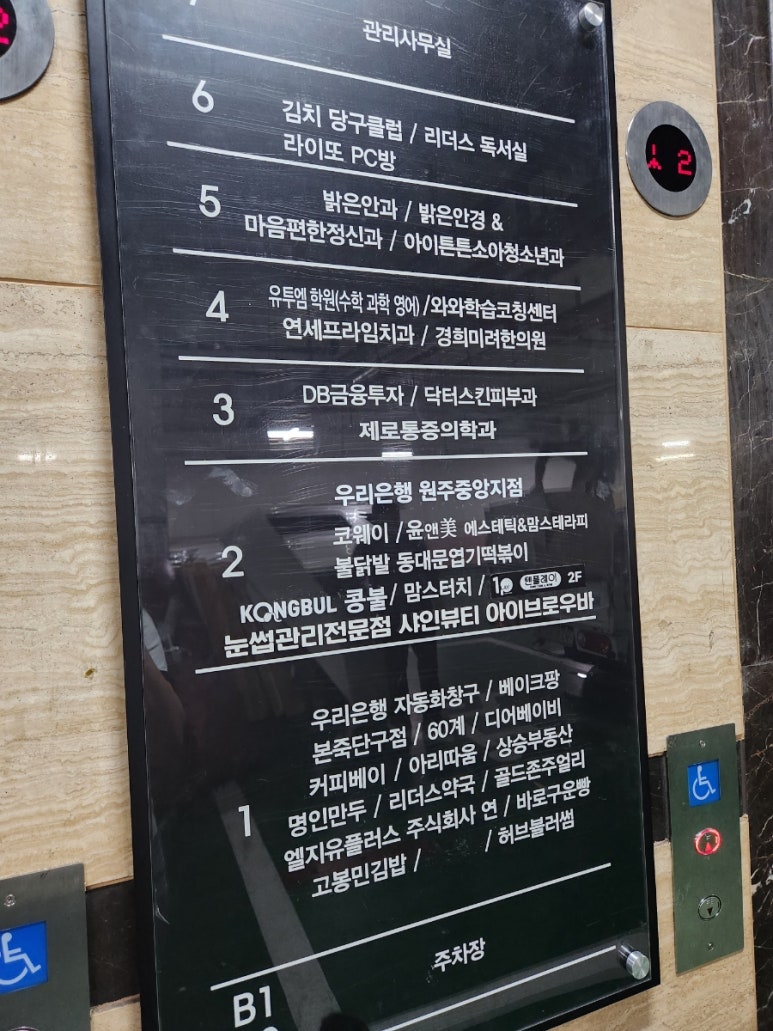 관리사무실
6
김치 당구클럽 / 리더스 독서실
라이또 PC방
5
밝은안과 / 밝은안경 &
마음편한정신과 / 아이튼튼소아청소년과
4
유투엠 학원(수학 과학 영어) /와와학습코칭센터
연세프라임치과 / 경희미려한의원
3
DB금융투자 / 닥터스킨피부과
제로통증의학과
2
우리은행 원주중앙지점
코웨이 / 윤앤美 에스테틱&맘스테라피
불닭발 동대문엽기떡볶이
KONGBUL 콩불 / 맘스터치 / 텐플레이 2F
눈썹관리전문점 샤인뷰티 아이브로우바
1
우리은행 자동화창구 / 베이크팡
본죽단구점 / 60계 / 디어베이비
커피베이 / 아리따움 / 상승부동산
명인만두 / 리더스약국 / 골드존주얼리
엘지유플러스 주식회사 연 / 바로구운빵
고봉민김밥 / / 허브블러썸
B1
주차장
2